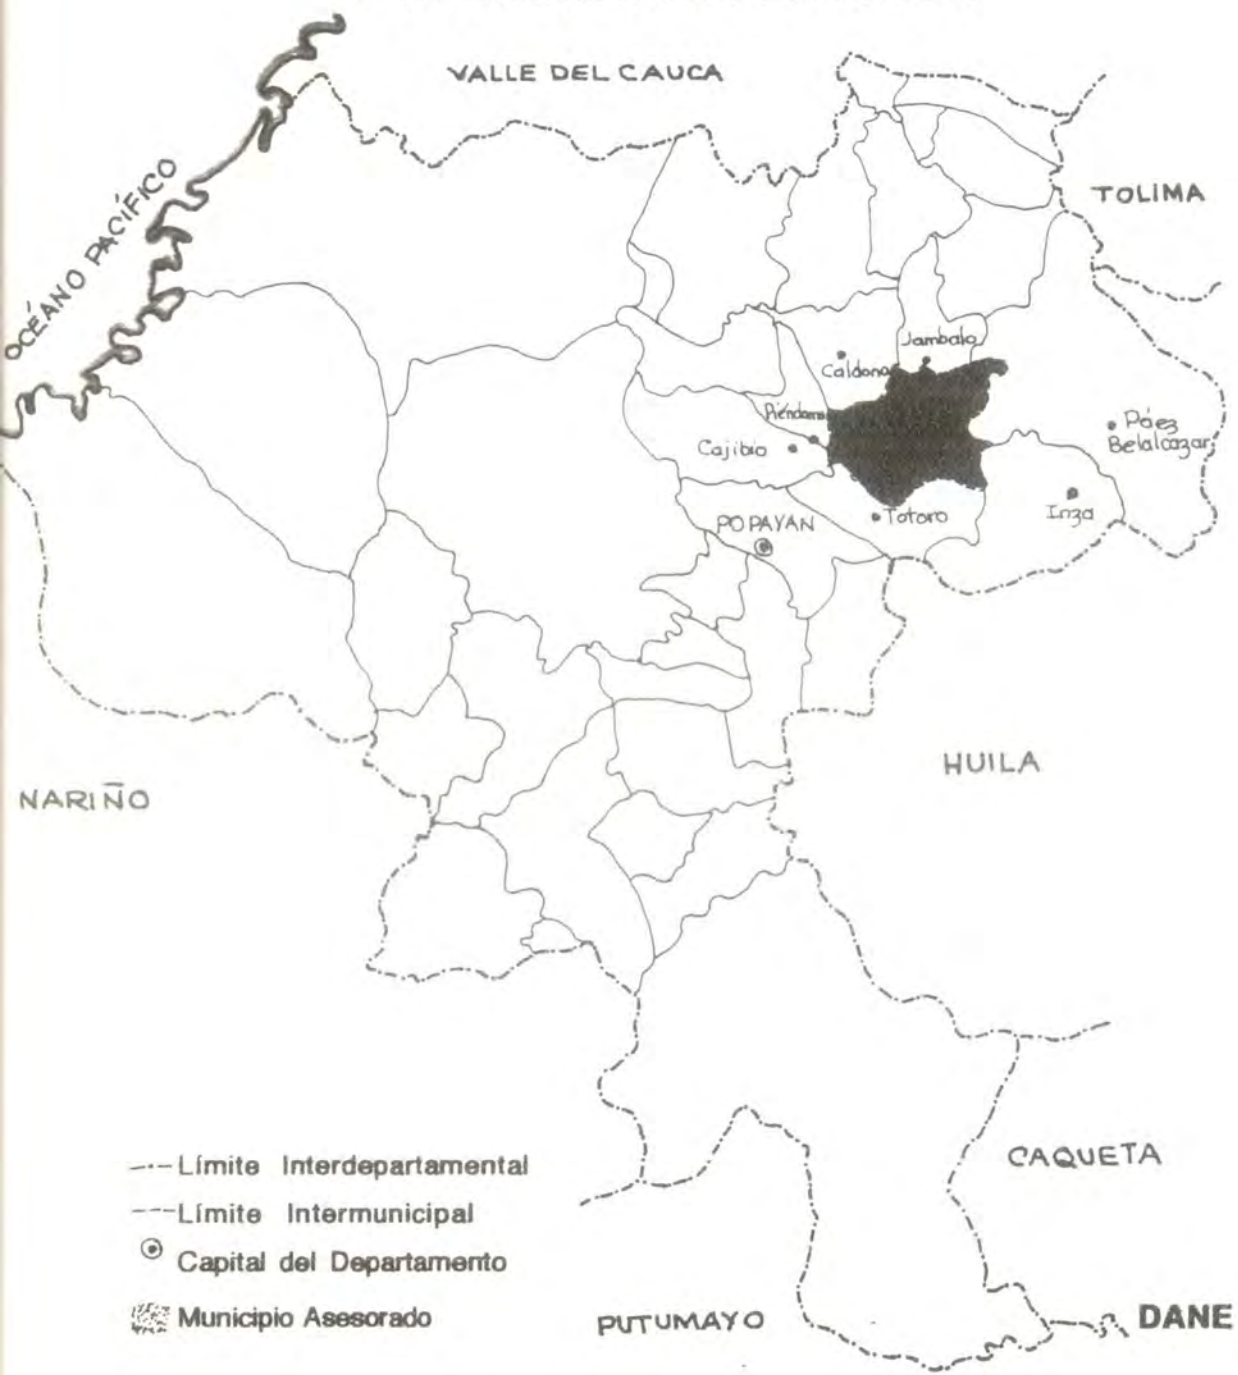 VALLE DEL CAUCA
TOLIMA
OCÉANO PACÍFICO
Jambalo
Caldono
Piéndamo
Páez
Belalcazar
Cajibio
Inza
Totoro
POPAYAN
HUILA
NARIÑO
CAQUETA
Límite Interdepartamental
Límite Intermunicipal
Capital del Departamento
Municipio Asesorado
PUTUMAYO
DANE